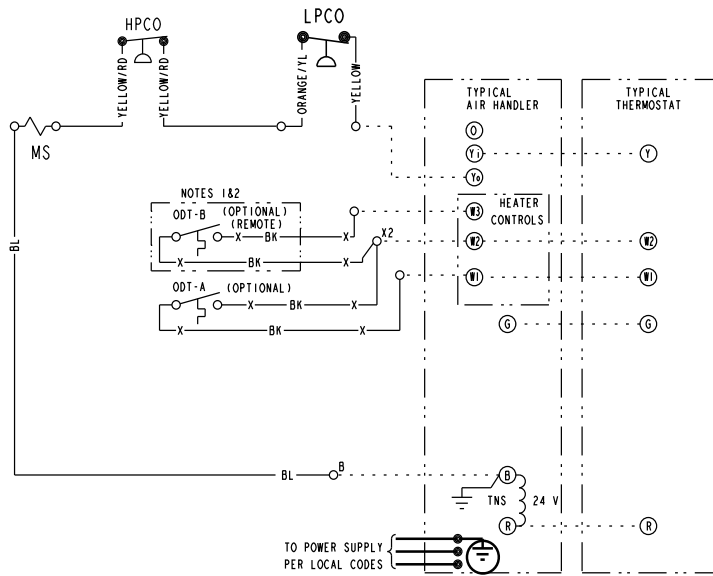 HPCO
LPCO
YELLOW/RD
YELLOW/RD
ORANGE/YL
YELLOW
MS
TYPICAL
AIR HANDLER
TYPICAL
THERMOSTAT
O
Yi
Y
Yo
NOTES 1&2
ODT-B
(OPTIONAL)
(REMOTE)
X
BK
X
X
BK
X
X2
W3
HEATER
CONTROLS
W2
W2
W1
W1
BL
ODT-A
(OPTIONAL)
X
BK
X
X
BK
X
G
G
BL
B
B
TNS
24 V
R
R
TO POWER SUPPLY
PER LOCAL CODES